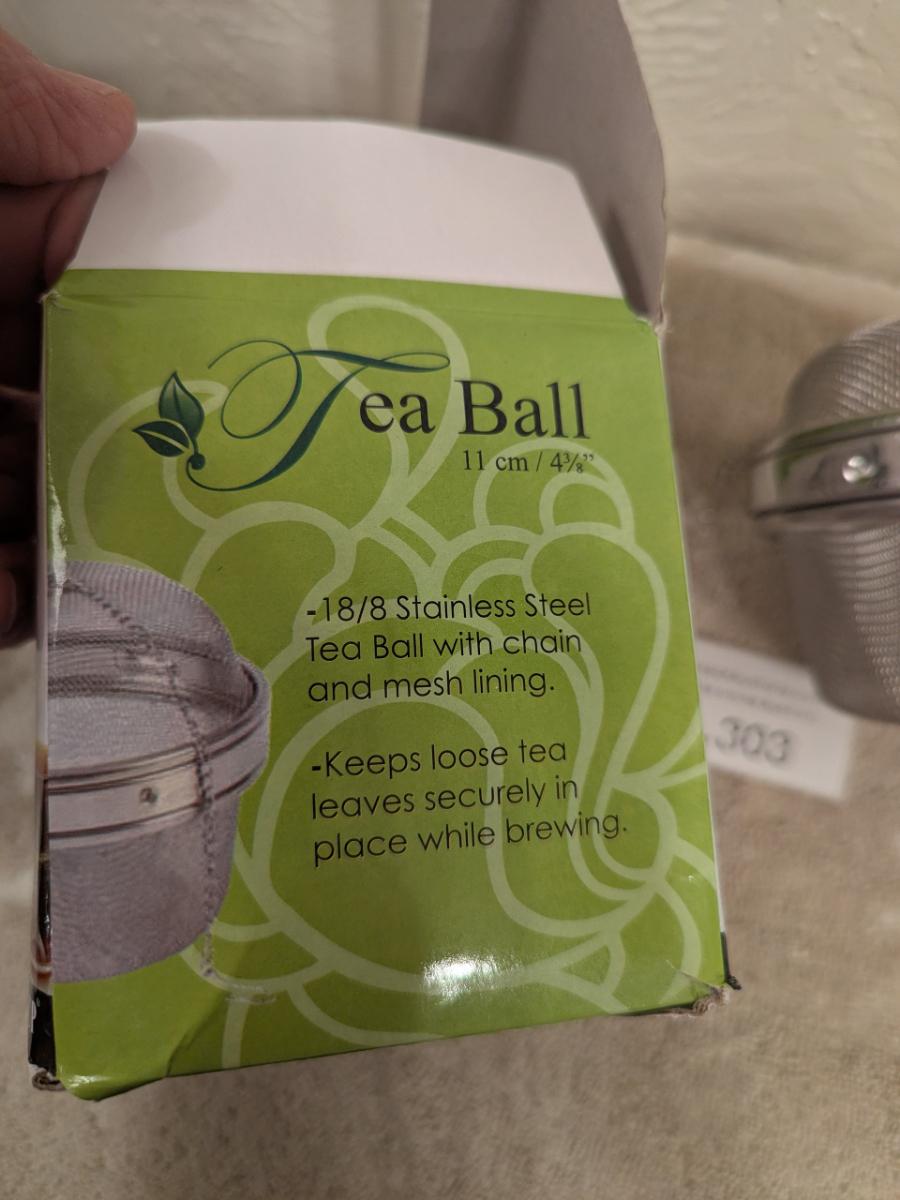 Tea Ball
11 cm / 4⅜”
-18/8 Stainless Steel
Tea Ball with chain
and mesh lining.
-Keeps loose tea
leaves securely in
place while brewing.
303